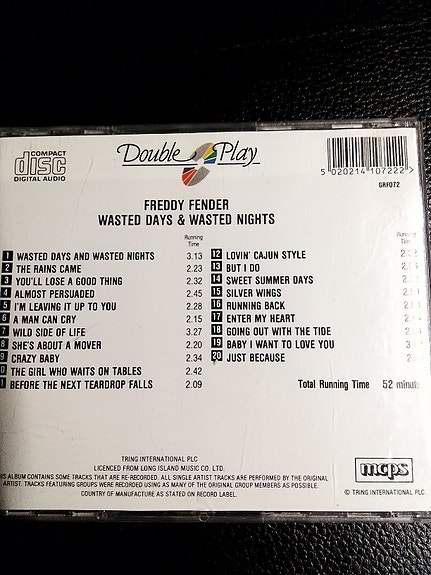 COMPACT
disc
DIGITAL AUDIO
Double Play
5 020214 107222 >
GRF072
FREDDY FENDER
WASTED DAYS & WASTED NIGHTS
Running Time
1 WASTED DAYS AND WASTED NIGHTS 3.13
2 THE RAINS CAME 2.23
3 YOU'LL LOSE A GOOD THING 2.32
4 ALMOST PERSUADED 2.45
5 I'M LEAVING IT UP TO YOU 2.28
6 A MAN CAN CRY 2.15
7 WILD SIDE OF LIFE 3.27
8 SHE'S ABOUT A MOVER 2.20
9 CRAZY BABY 2.34
0 THE GIRL WHO WAITS ON TABLES 2.42
BEFORE THE NEXT TEARDROP FALLS 2.09
Running Time
12 LOVIN' CAJUN STYLE
13 BUT I DO
14 SWEET SUMMER DAYS
15 SILVER WINGS
16 RUNNING BACK
17 ENTER MY HEART
18 GOING OUT WITH THE TIDE
19 BABY I WANT TO LOVE YOU
20 JUST BECAUSE
Total Running Time 52 minute
TRING INTERNATIONAL PLC
LICENCED FROM LONG ISLAND MUSIC CO. LTD.
ALBUM CONTAINS SOME TRACKS THAT ARE RE-RECORDED. ALL SINGLE ARTIST TRACKS ARE PERFORMED BY THE ORIGINAL
ARTIST. TRACKS FEATURING GROUPS WERE RECORDED USING AS MANY OF THE ORIGINAL GROUP MEMBERS AS POSSIBLE.
COUNTRY OF MANUFACTURE AS STATED ON RECORD LABEL.
mcps
© TRING INTERNATIONAL PLC